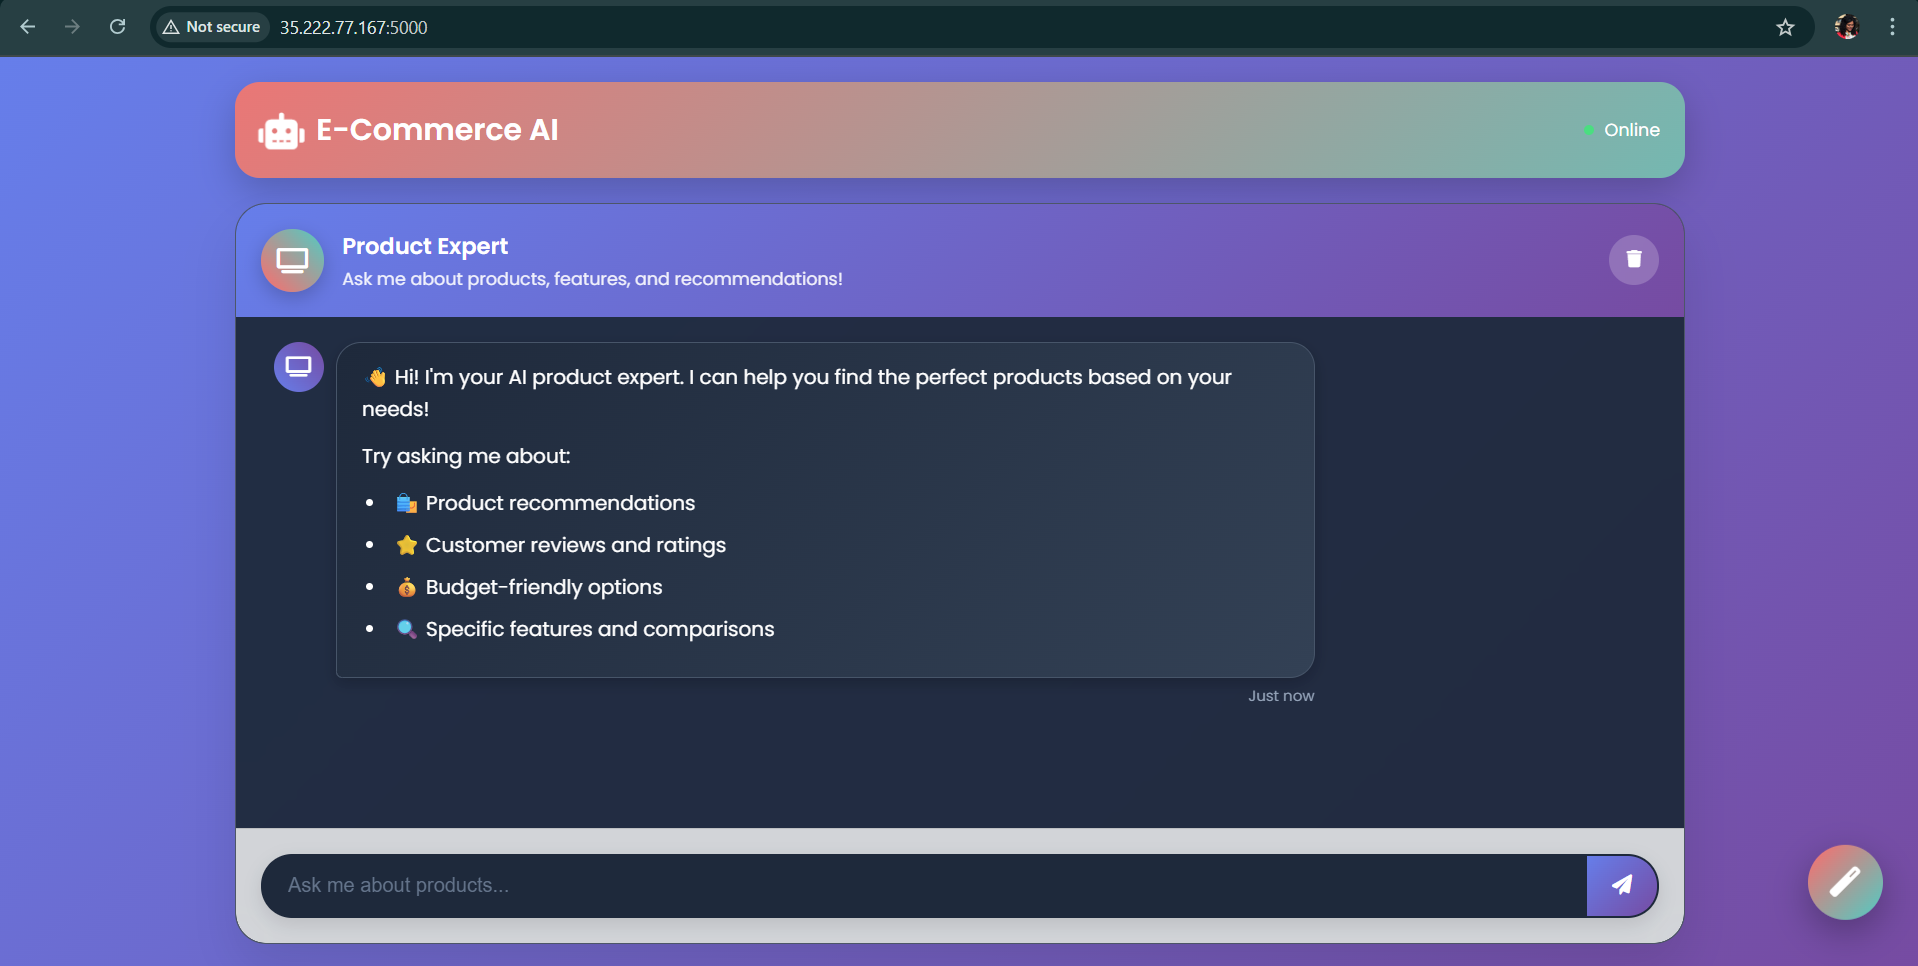 Not secure 35.222.77.167:5000
E-Commerce AI
Online
Product Expert
Ask me about products, features, and recommendations!
👋 Hi! I'm your AI product expert. I can help you find the perfect products based on your
needs!
Try asking me about:
• 🛍️ Product recommendations
• ⭐ Customer reviews and ratings
• 💰 Budget-friendly options
• 🔍 Specific features and comparisons
Just now
Ask me about products...